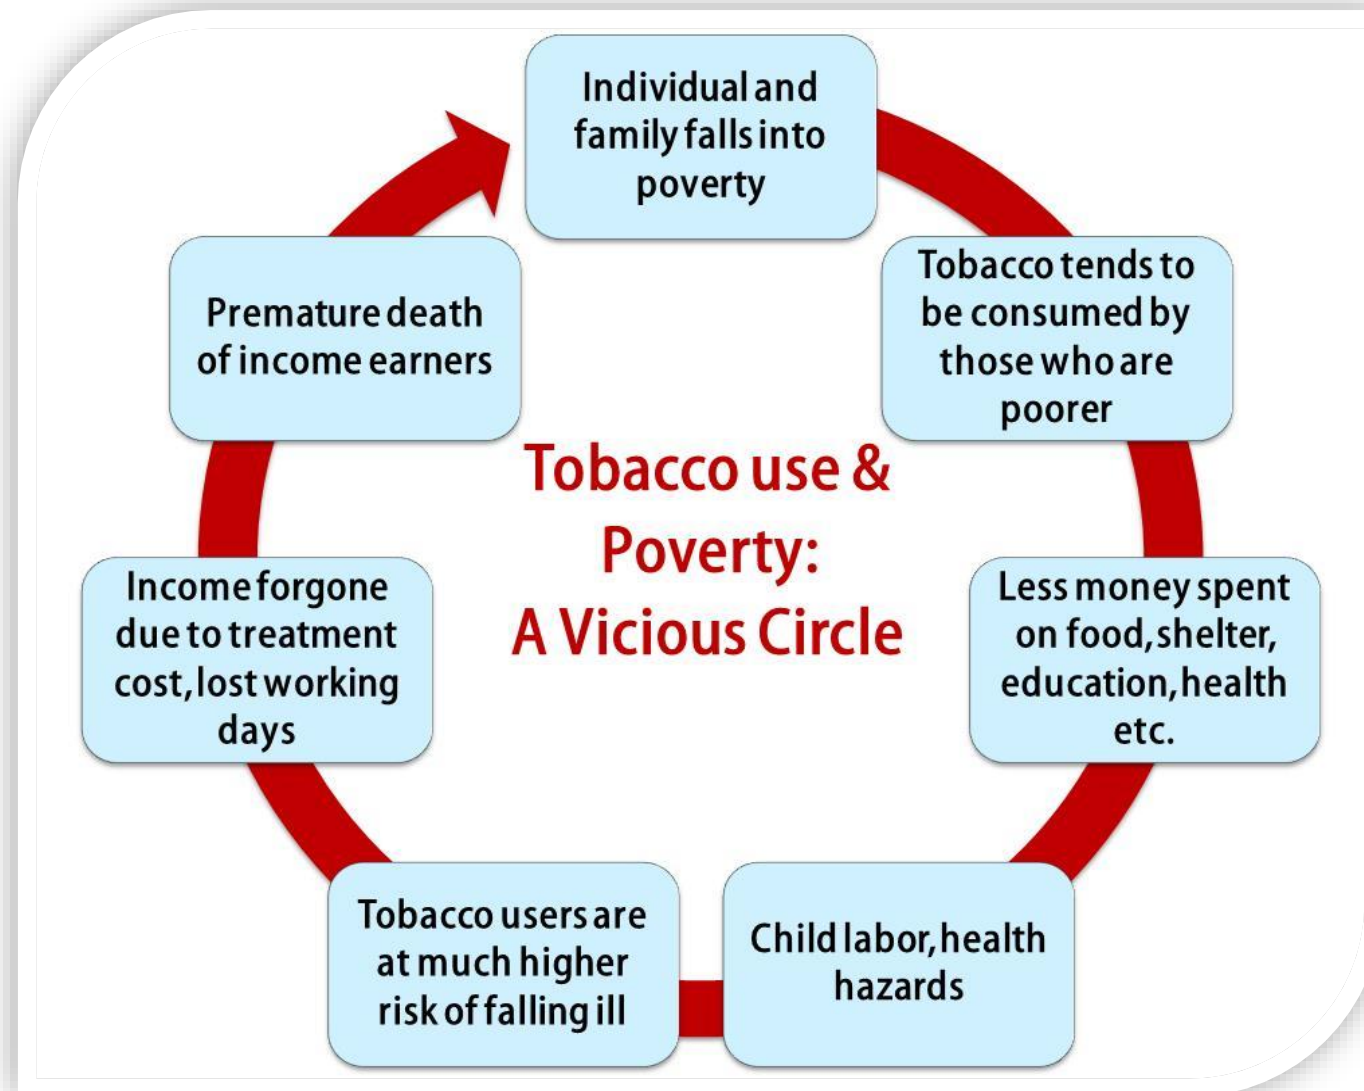 Individual and
family falls into
poverty
Tobacco tends to
be consumed by
those who are
poorer
Less money spent
on food, shelter,
education, health
etc.
Child labor, health
hazards
Tobacco users are
at much higher
risk of falling ill
Income forgone
due to treatment
cost, lost working
days
Premature death
of income earners
Tobacco use &
Poverty:
A Vicious Circle